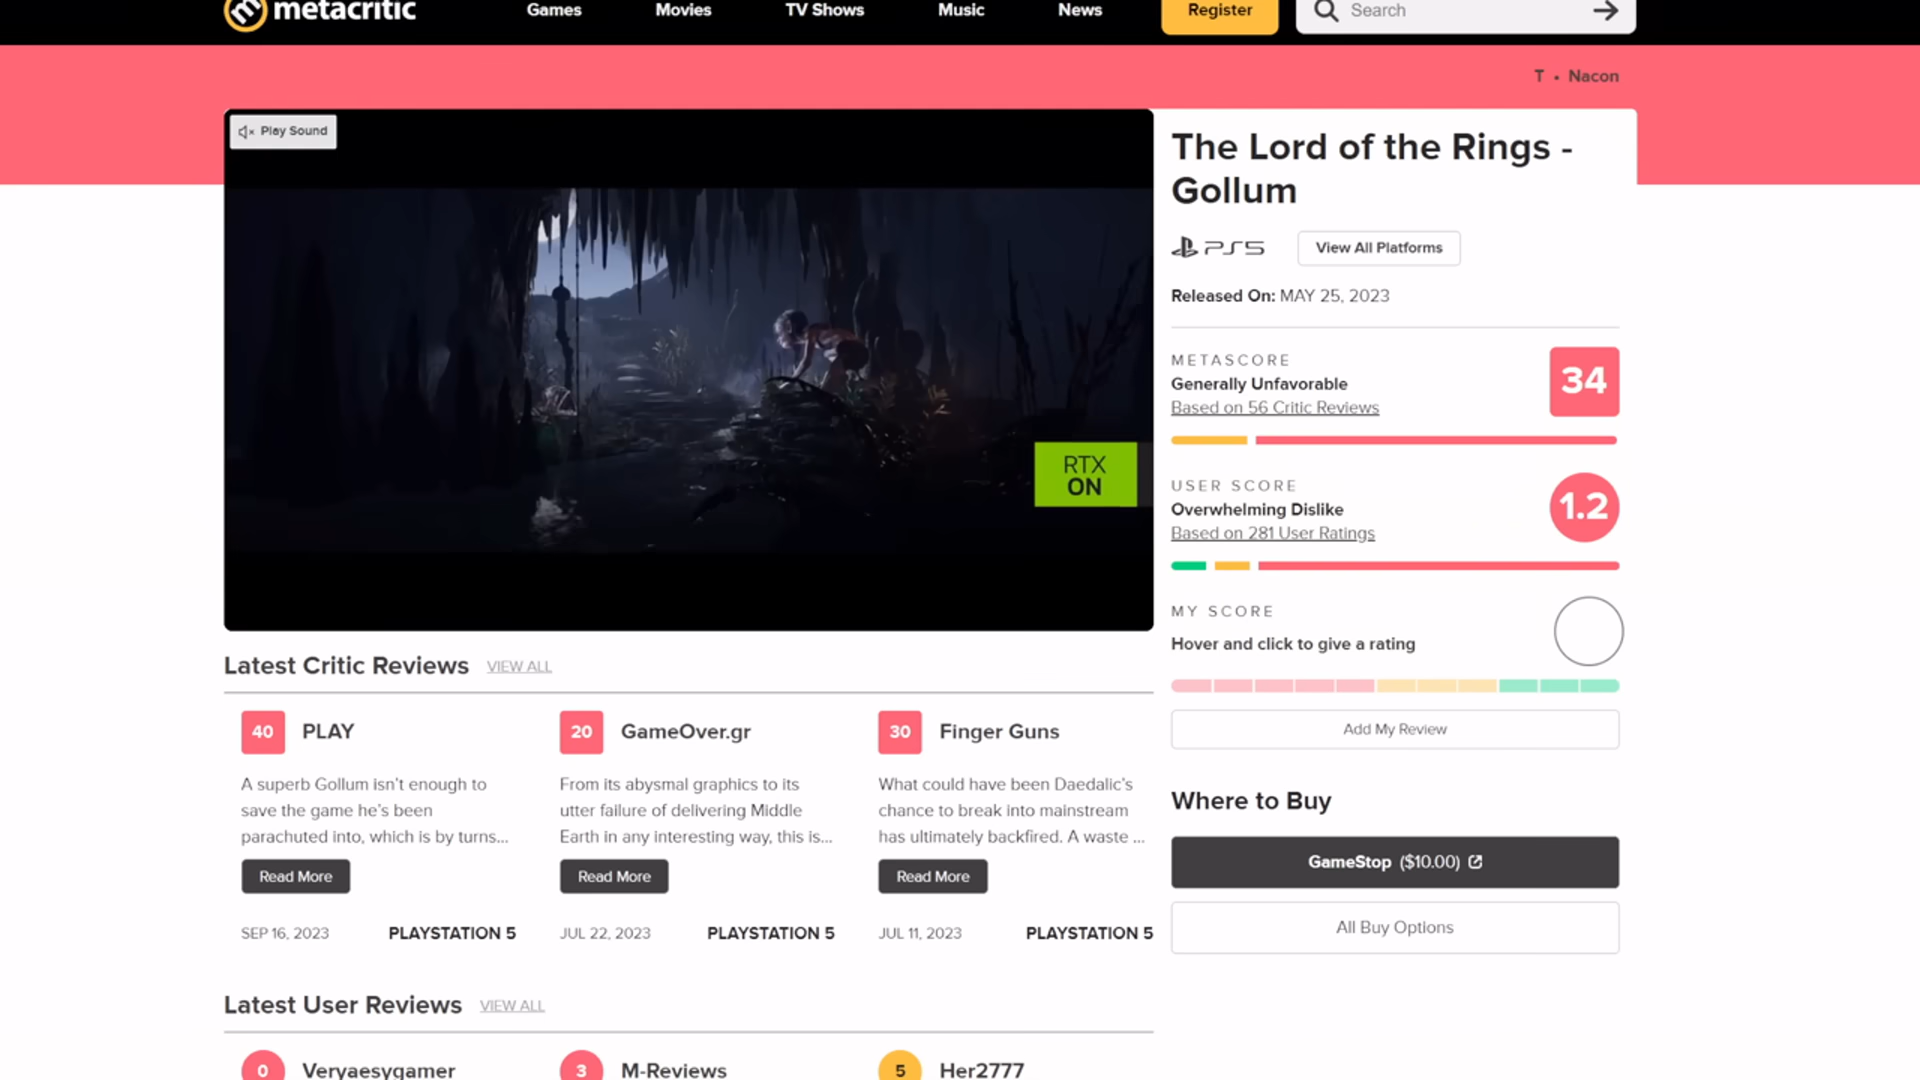 metacritic
Games
Movies
TV Shows
Music
News
Register
Search
T • Nacon
Play Sound
RTX
ON
The Lord of the Rings -
Gollum
PS5
View All Platforms
Released On: MAY 25, 2023
METASCORE
Generally Unfavorable
Based on 56 Critic Reviews
34
USER SCORE
Overwhelming Dislike
Based on 281 User Ratings
1.2
MY SCORE
Hover and click to give a rating
Add My Review
Where to Buy
GameStop ($10.00)
All Buy Options
Latest Critic Reviews VIEW ALL
40 PLAY
A superb Gollum isn't enough to
save the game he's been
parachuted into, which is by turns...
Read More
SEP 16, 2023 PLAYSTATION 5
20 GameOver.gr
From its abysmal graphics to its
utter failure of delivering Middle
Earth in any interesting way, this is...
Read More
JUL 22, 2023 PLAYSTATION 5
30 Finger Guns
What could have been Daedalic's
chance to break into mainstream
has ultimately backfired. A waste ...
Read More
JUL 11, 2023 PLAYSTATION 5
Latest User Reviews VIEW ALL
0 Veryaesygamer
3 M-Reviews
5 Her2777